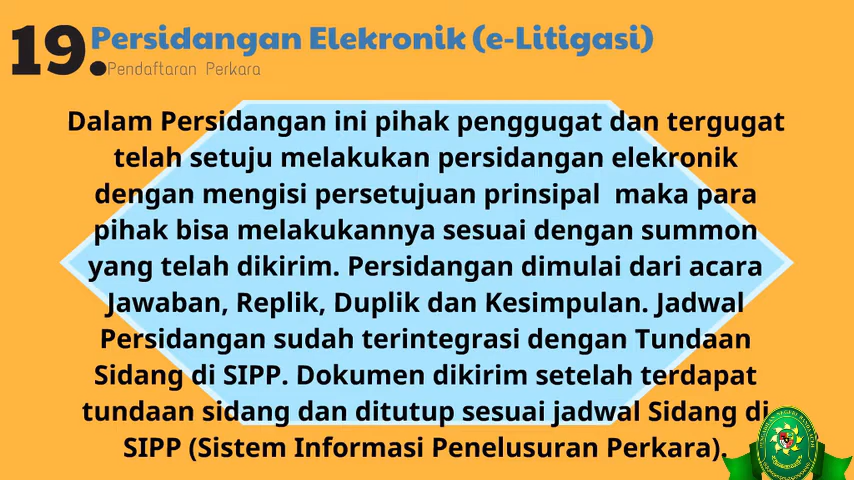 19. Persidangan Elekronik (e-Litigasi)
Pendaftaran Perkara
Dalam Persidangan ini pihak penggugat dan tergugat
telah setuju melakukan persidangan elekronik
dengan mengisi persetujuan prinsipal maka para
pihak bisa melakukannya sesuai dengan summon
yang telah dikirim. Persidangan dimulai dari acara
Jawaban, Replik, Duplik dan Kesimpulan. Jadwal
Persidangan sudah terintegrasi dengan Tundaan
Sidang di SIPP. Dokumen dikirim setelah terdapat
tundaan sidang dan ditutup sesuai jadwal Sidang di
SIPP (Sistem Informasi Penelusuran Perkara).